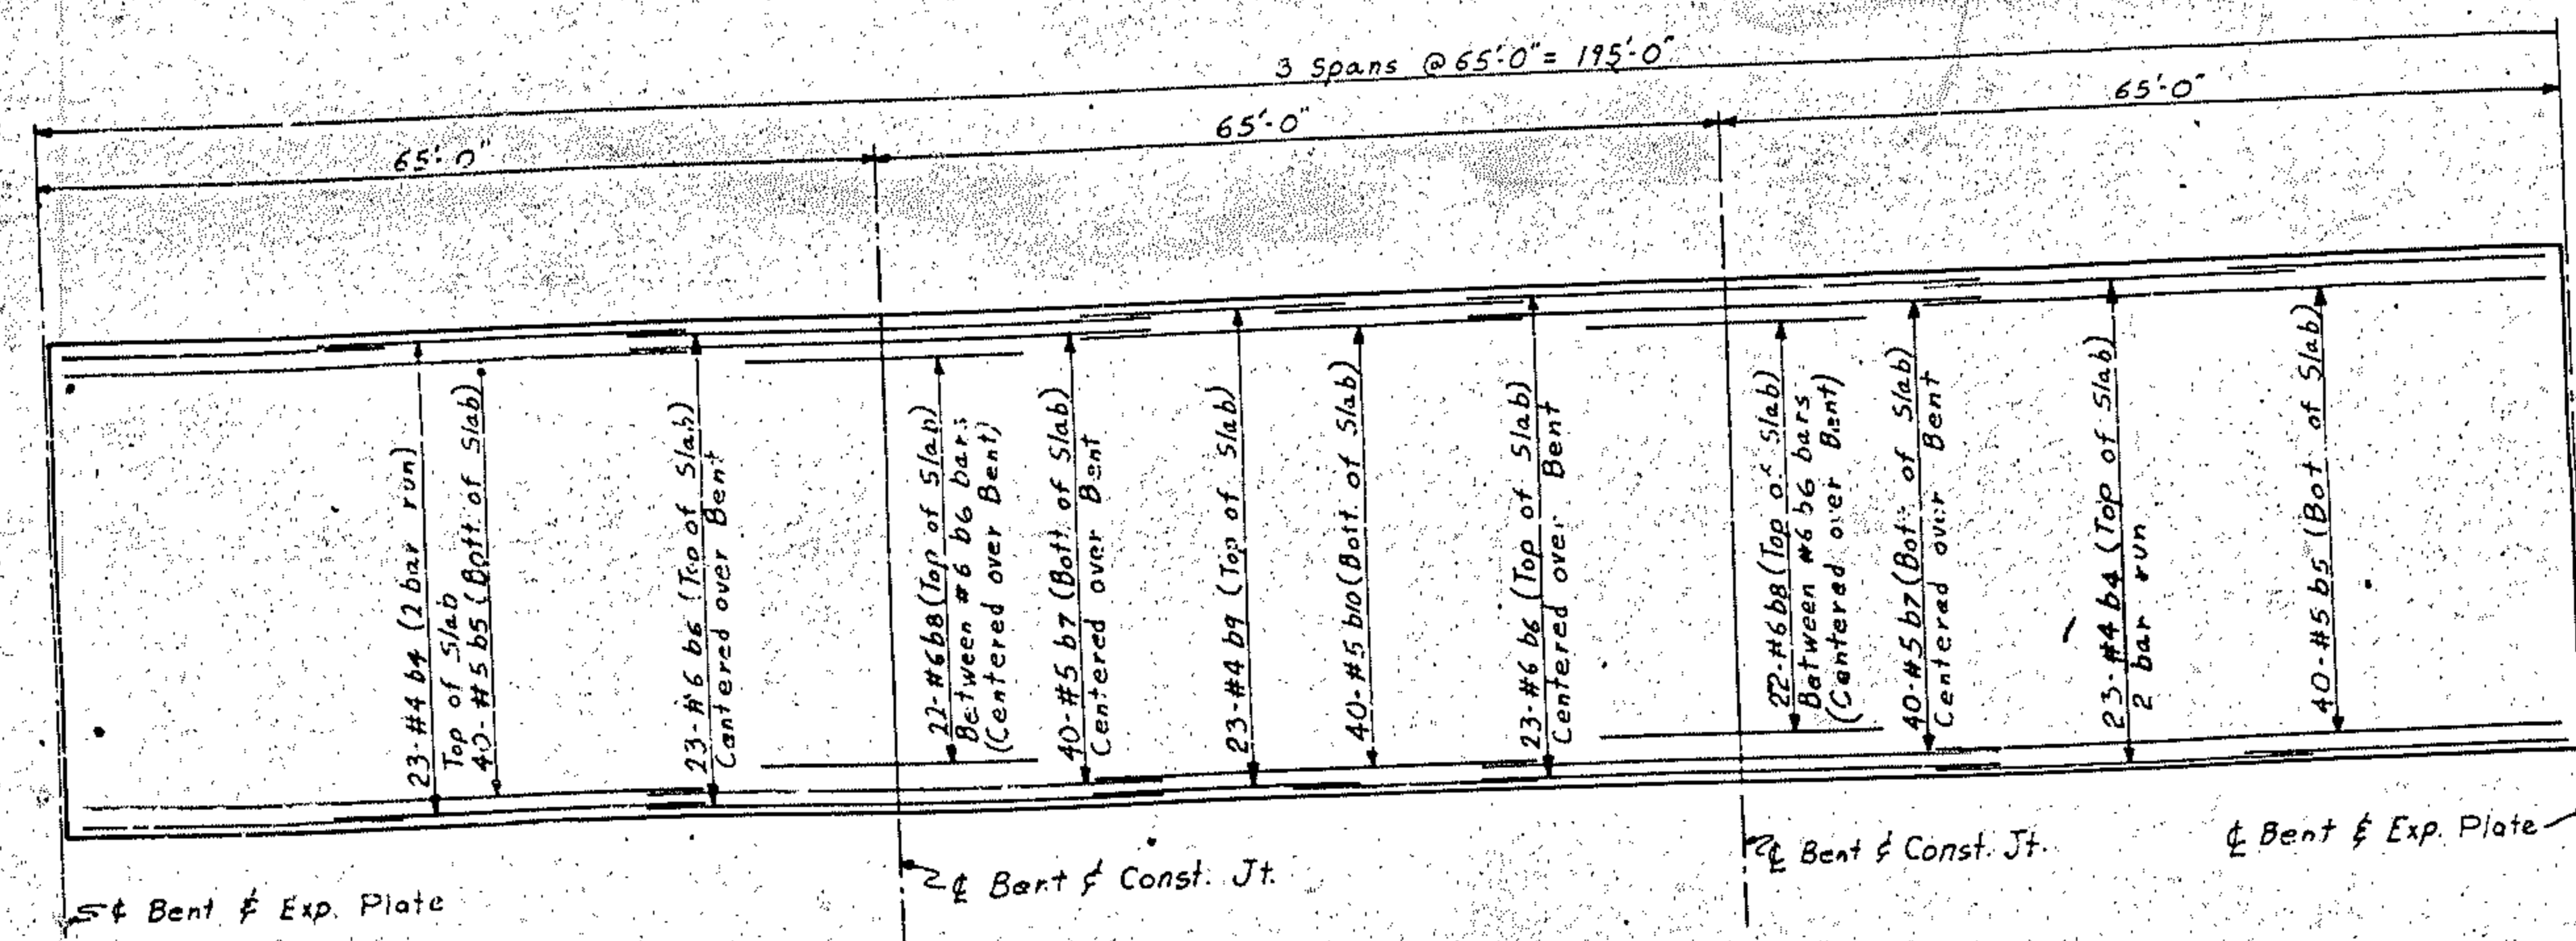 3 Spans @ 65'-0" = 195'-0"
65'-0"
65'-0"
65'-0"
23-#4 b4 (2 bar run)
Top of Slab
40-#5 b5 (Bott. of Slab)
23-#6 b6 (Top of Slab)
Centered over Bent
22-#6 b8 (Top of Slab)
Between #6 b6 bars
(Centered over Bent)
40-#5 b7 (Bott. of Slab)
Centered over Bent
23-#4 b9 (Top of Slab)
40-#5 b10 (Bott. of Slab)
23-#6 b6 (Top of Slab)
Centered over Bent
22-#6 b8 (Top of Slab)
Between #6 b6 bars
(Centered over Bent)
40-#5 b7 (Bot. of Slab)
Centered over Bent
23-#4 b4 (Top of Slab)
2 bar run
40-#5 b5 (Bot of Slab)
℄ Bent & Exp. Plate
℄ Bent & Const. Jt.
℄ Bent & Const. Jt.
℄ Bent & Exp. Plate